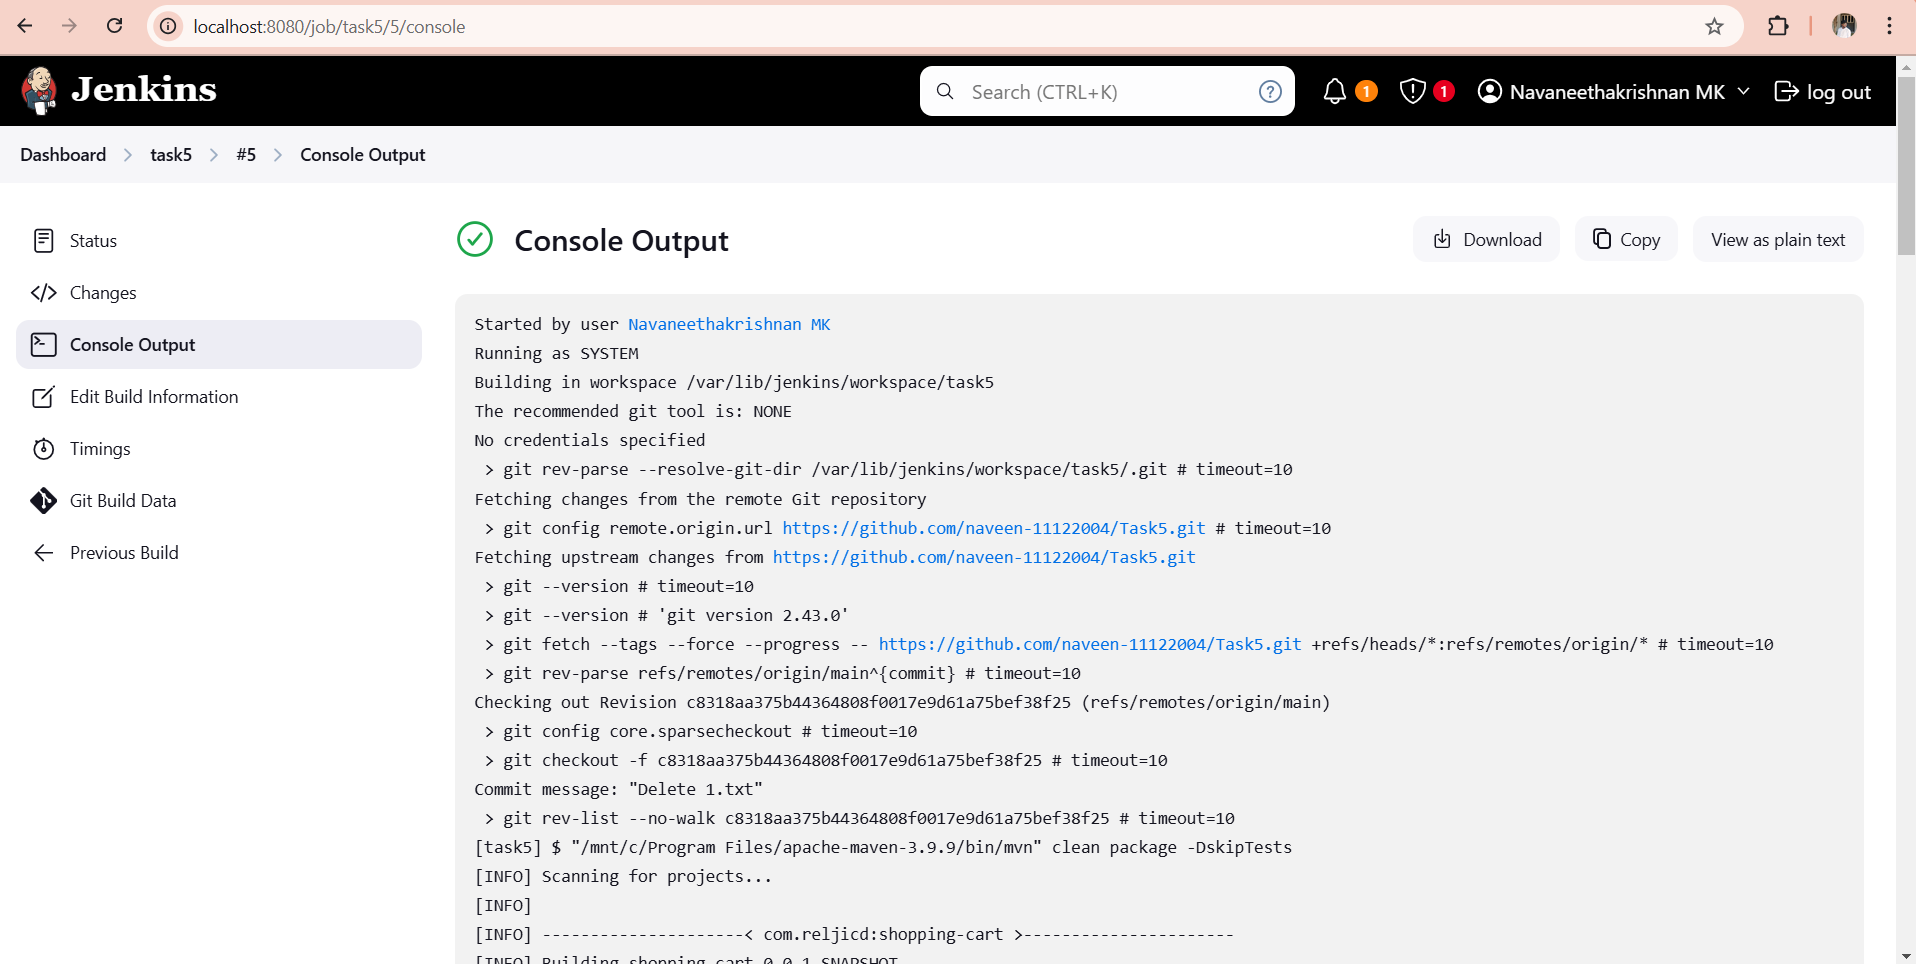 localhost:8080/job/task5/5/console
Jenkins
Search (CTRL+K)
?
1
1
Navaneethakrishnan MK
log out
Dashboard > task5 > #5 > Console Output
Status
Changes
Console Output
Edit Build Information
Timings
Git Build Data
Previous Build
Console Output
Download
Copy
View as plain text
Started by user Navaneethakrishnan MK
Running as SYSTEM
Building in workspace /var/lib/jenkins/workspace/task5
The recommended git tool is: NONE
No credentials specified
> git rev-parse --resolve-git-dir /var/lib/jenkins/workspace/task5/.git # timeout=10
Fetching changes from the remote Git repository
> git config remote.origin.url https://github.com/naveen-11122004/Task5.git # timeout=10
Fetching upstream changes from https://github.com/naveen-11122004/Task5.git
> git --version # timeout=10
> git --version # 'git version 2.43.0'
> git fetch --tags --force --progress -- https://github.com/naveen-11122004/Task5.git +refs/heads/*:refs/remotes/origin/* # timeout=10
> git rev-parse refs/remotes/origin/main^{commit} # timeout=10
Checking out Revision c8318aa375b44364808f0017e9d61a75bef38f25 (refs/remotes/origin/main)
> git config core.sparsecheckout # timeout=10
> git checkout -f c8318aa375b44364808f0017e9d61a75bef38f25 # timeout=10
Commit message: "Delete 1.txt"
> git rev-list --no-walk c8318aa375b44364808f0017e9d61a75bef38f25 # timeout=10
[task5] $ "/mnt/c/Program Files/apache-maven-3.9.9/bin/mvn" clean package -DskipTests
[INFO] Scanning for projects...
[INFO]
[INFO] ---------------------< com.reljicd:shopping-cart >----------------------
[INFO] Building shopping-cart 0.0.1-SNAPSHOT